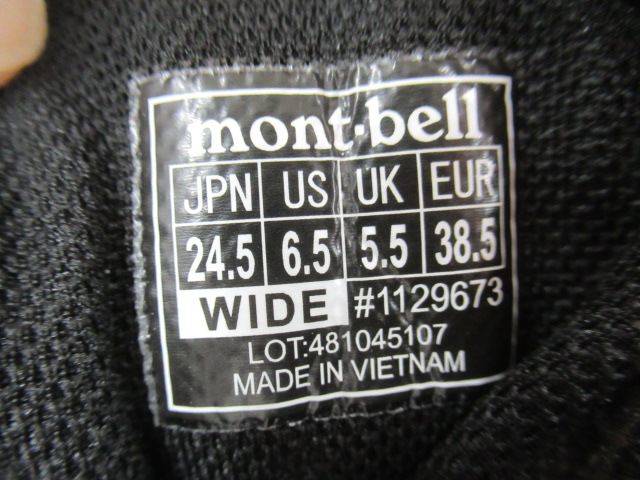 mont-bell
JPN US UK EUR
24.5 6.5 5.5 38.5
WIDE #1129673
LOT:481045107
MADE IN VIETNAM